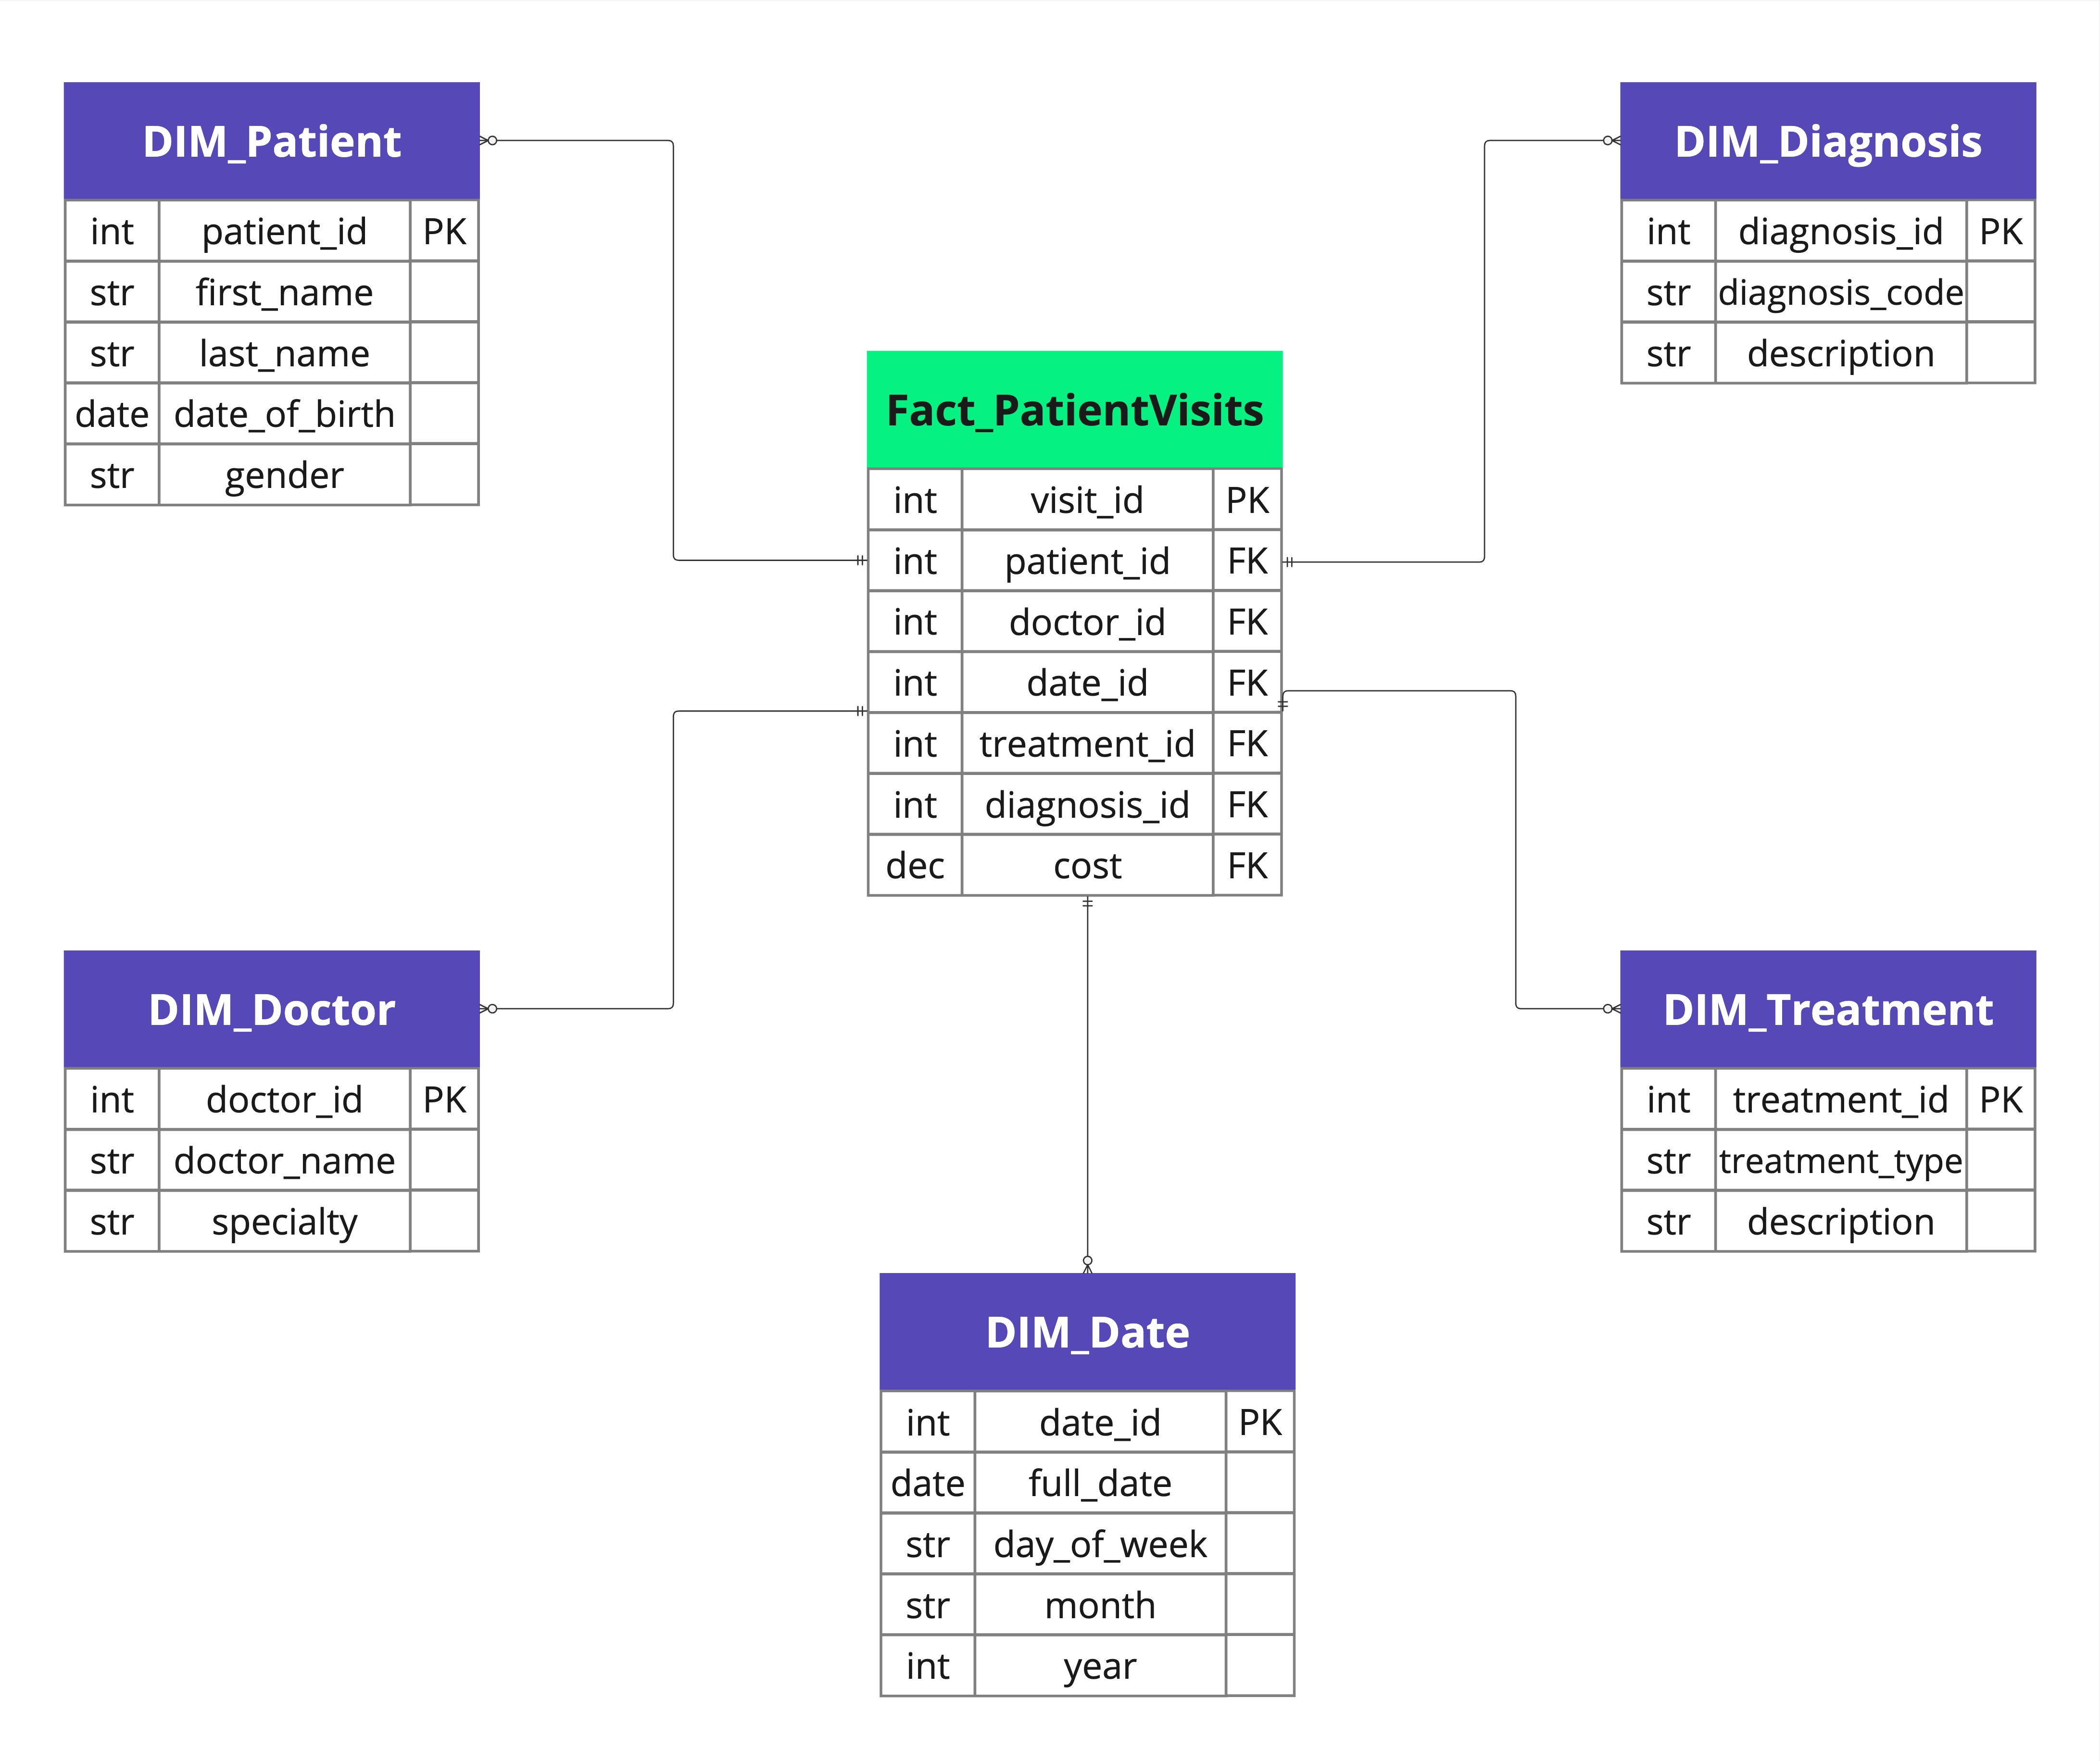 DIM_Patient
int patient_id PK
str first_name
str last_name
date date_of_birth
str gender
DIM_Diagnosis
int diagnosis_id PK
str diagnosis_code
str description
Fact_PatientVisits
int visit_id PK
int patient_id FK
int doctor_id FK
int date_id FK
int treatment_id FK
int diagnosis_id FK
dec cost FK
DIM_Doctor
int doctor_id PK
str doctor_name
str specialty
DIM_Treatment
int treatment_id PK
str treatment_type
str description
DIM_Date
int date_id PK
date full_date
str day_of_week
str month
int year